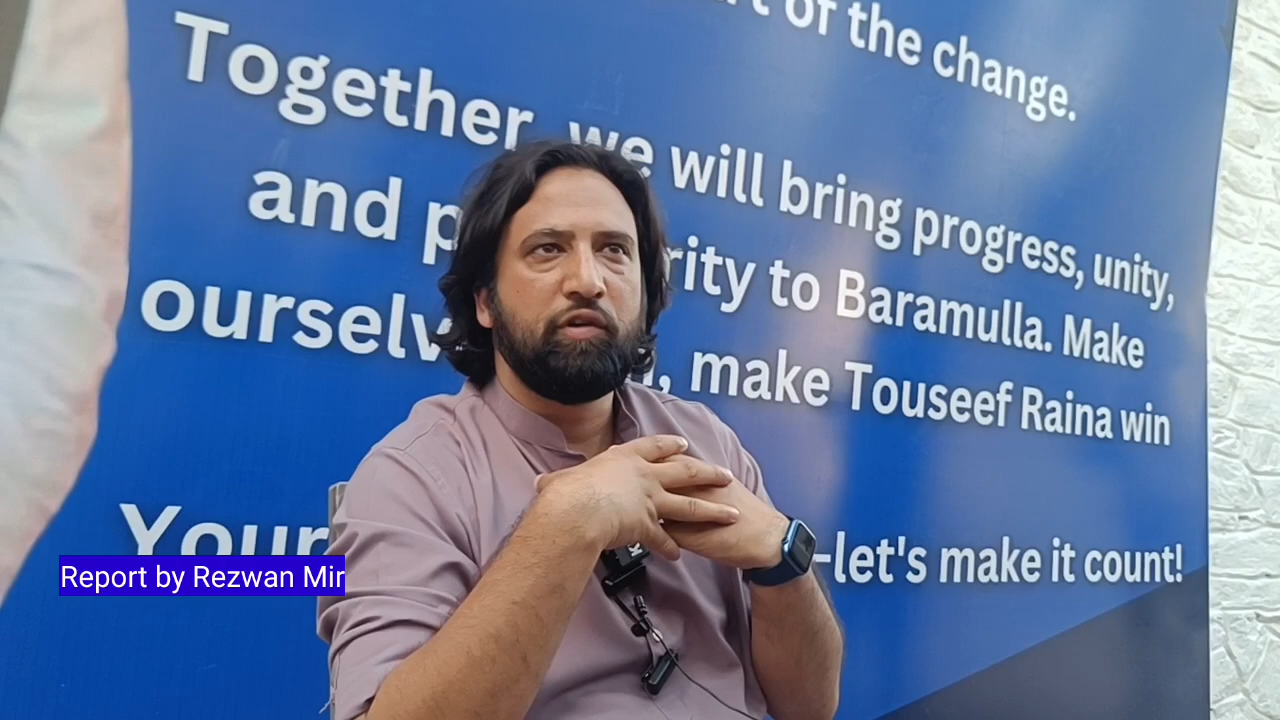 of the change.
Together, we will bring progress, unity,
and rity to Baramulla. Make
ourselv , make Touseef Raina win
Your –let's make it count!
Report by Rezwan Mir